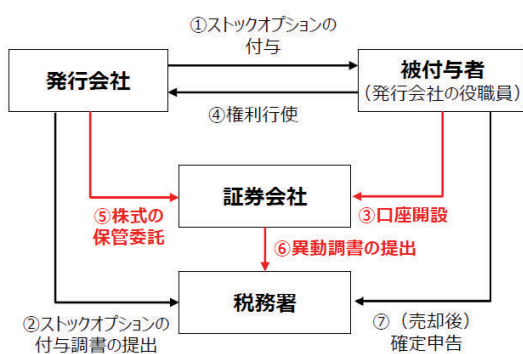 ①ストックオプションの
付与
発行会社
被付与者
（発行会社の役職員）
④権利行使
⑤株式の
保管委託
証券会社
③口座開設
⑥異動調書の提出
②ストックオプションの
付与調書の提出
税務署
⑦（売却後）
確定申告